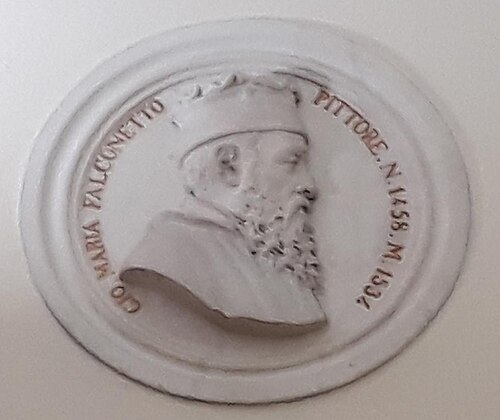 GIO MARIA FALCONETTO
PITTORE. N. 1458. M. 1534